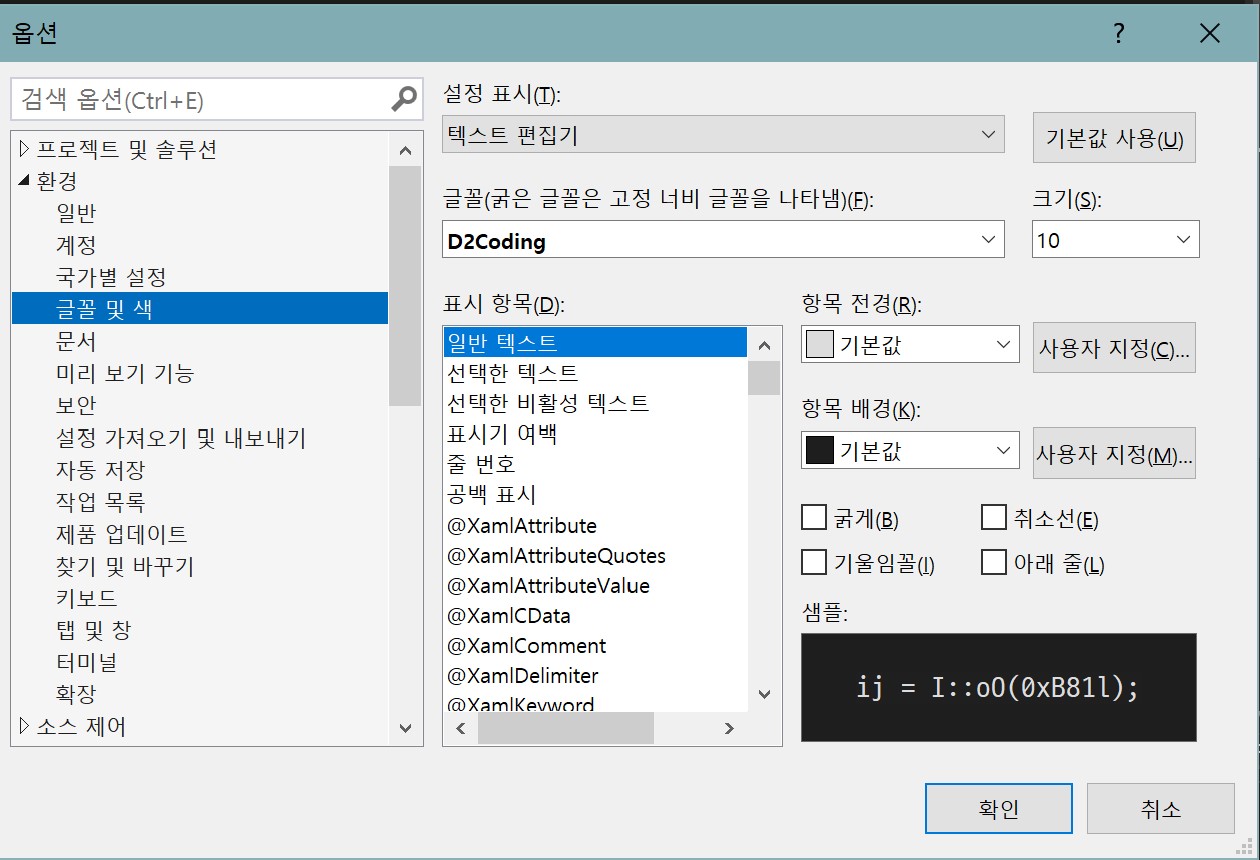 옵션
?
검색 옵션(Ctrl+E)
프로젝트 및 솔루션
환경
일반
계정
국가별 설정
글꼴 및 색
문서
미리 보기 기능
보안
설정 가져오기 및 내보내기
자동 저장
작업 목록
제품 업데이트
찾기 및 바꾸기
키보드
탭 및 창
터미널
확장
소스 제어
설정 표시(T):
텍스트 편집기
기본값 사용(U)
글꼴(굵은 글꼴은 고정 너비 글꼴을 나타냄)(F):
크기(S):
D2Coding
10
표시 항목(D):
일반 텍스트
선택한 텍스트
선택한 비활성 텍스트
표시기 여백
줄 번호
공백 표시
@XamlAttribute
@XamlAttributeQuotes
@XamlAttributeValue
@XamlCData
@XamlComment
@XamlDelimiter
@XamlKeyword
항목 전경(R):
기본값
사용자 지정(C)...
항목 배경(K):
기본값
사용자 지정(M)...
굵게(B)
취소선(E)
기울임꼴(I)
아래 줄(L)
샘플:
ij = I::oO(0xB81l);
확인
취소